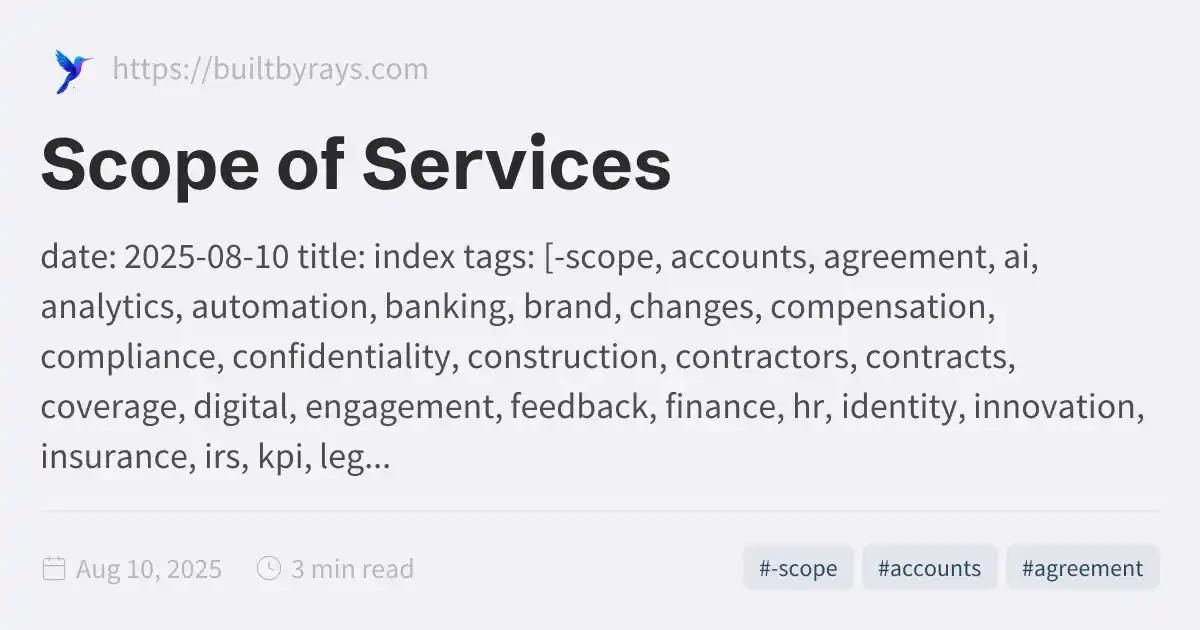 https://builtbyrays.com
Scope of Services
date: 2025-08-10 title: index tags: [-scope, accounts, agreement, ai,
analytics, automation, banking, brand, changes, compensation,
compliance, confidentiality, construction, contractors, contracts,
coverage, digital, engagement, feedback, finance, hr, identity, innovation,
insurance, irs, kpi, leg...
Aug 10, 2025 3 min read #-scope #accounts #agreement